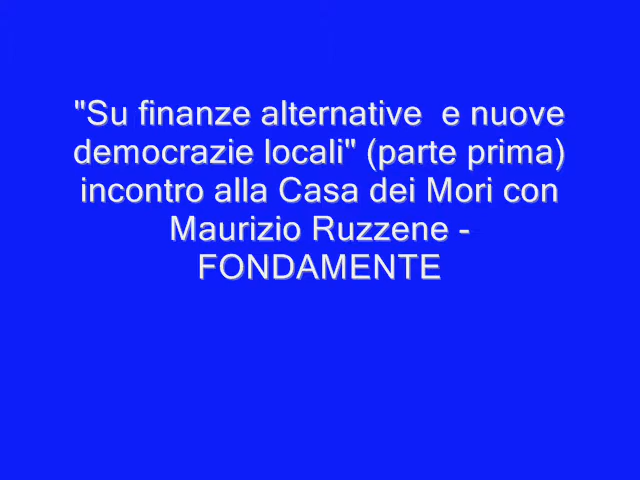 "Su finanze alternative  e nuove
democrazie locali" (parte prima)
incontro alla Casa dei Mori con
Maurizio Ruzzene -
FONDAMENTE